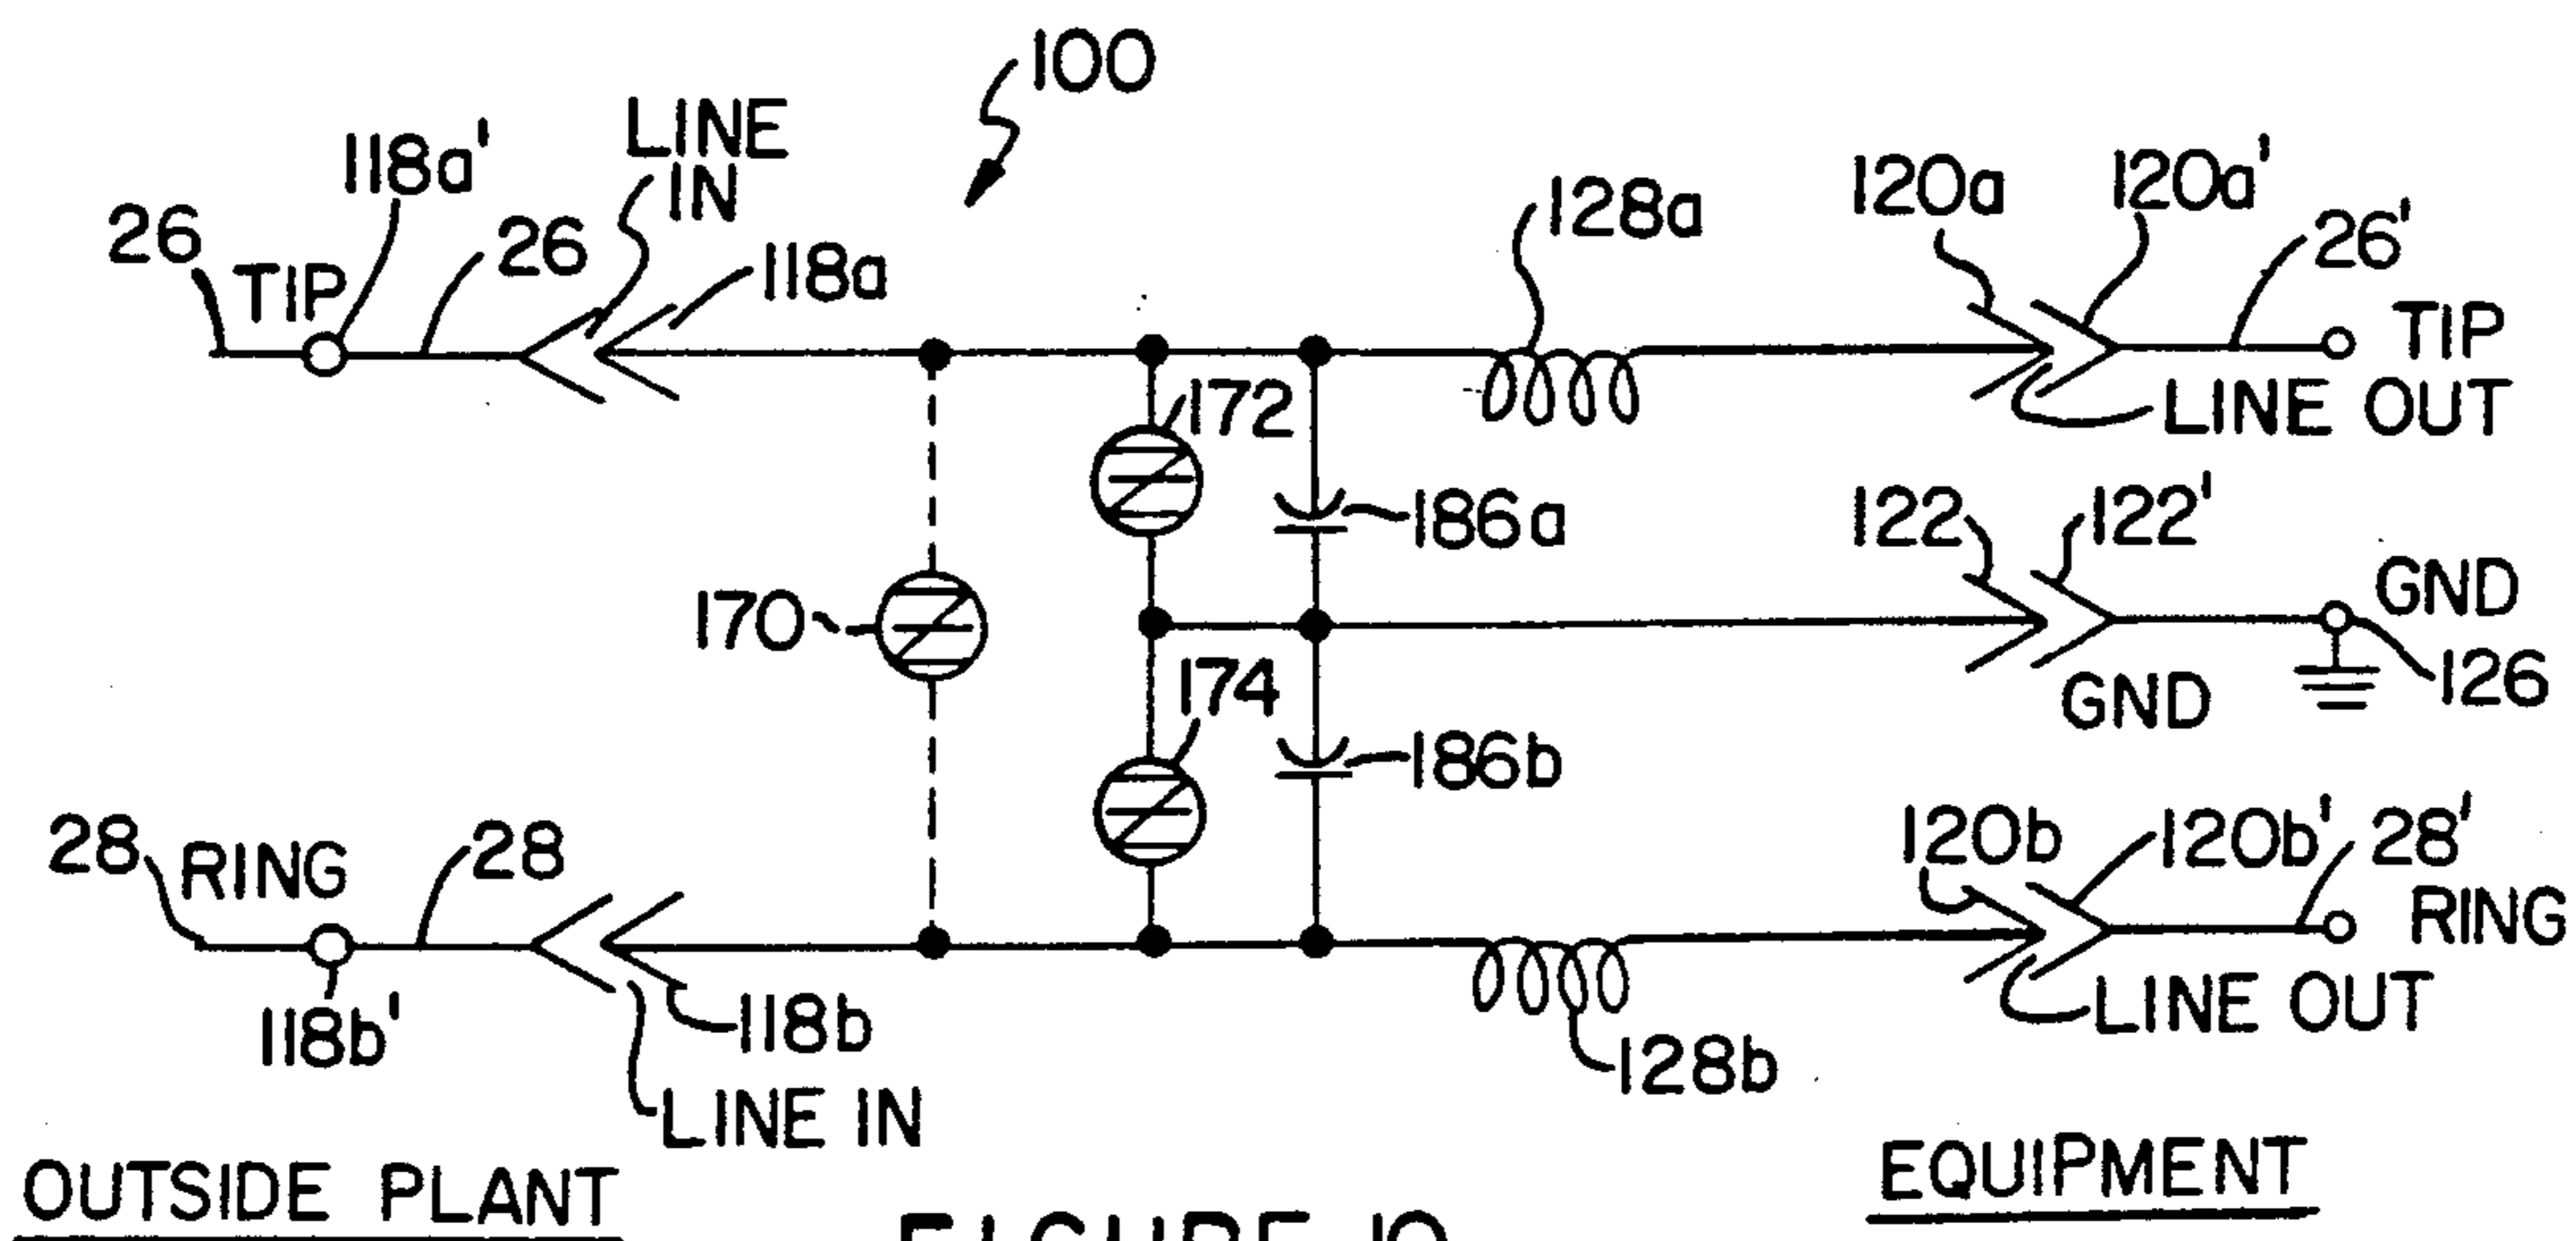 100
LINE
IN
118a'
26
TIP
26
118a
128a
120a
120a'
26'
TIP
LINE OUT
172
186a
122
122'
GND
170
126
GND
174
186b
28
RING
28
118b'
118b
LINE IN
120b
120b'
28'
RING
LINE OUT
128b
OUTSIDE PLANT
EQUIPMENT